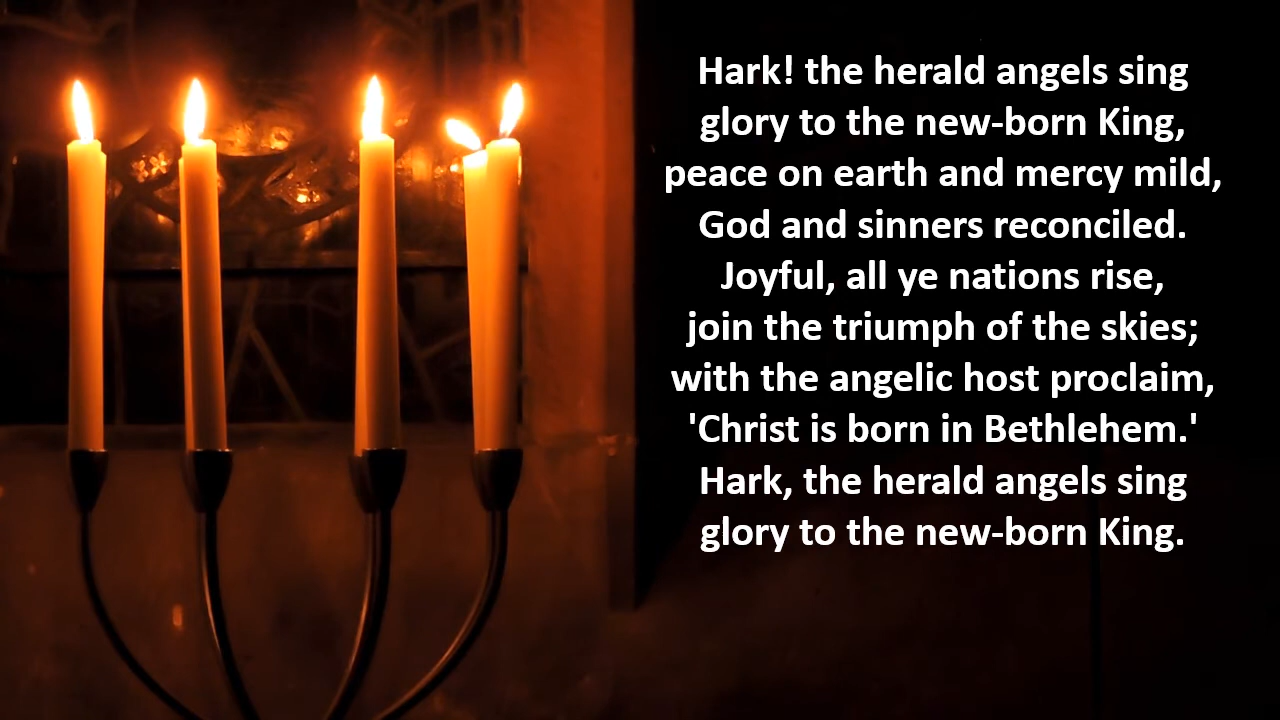 Hark! the herald angels sing
glory to the new-born King,
peace on earth and mercy mild,
God and sinners reconciled.
Joyful, all ye nations rise,
join the triumph of the skies;
with the angelic host proclaim,
'Christ is born in Bethlehem.'
Hark, the herald angels sing
glory to the new-born King.